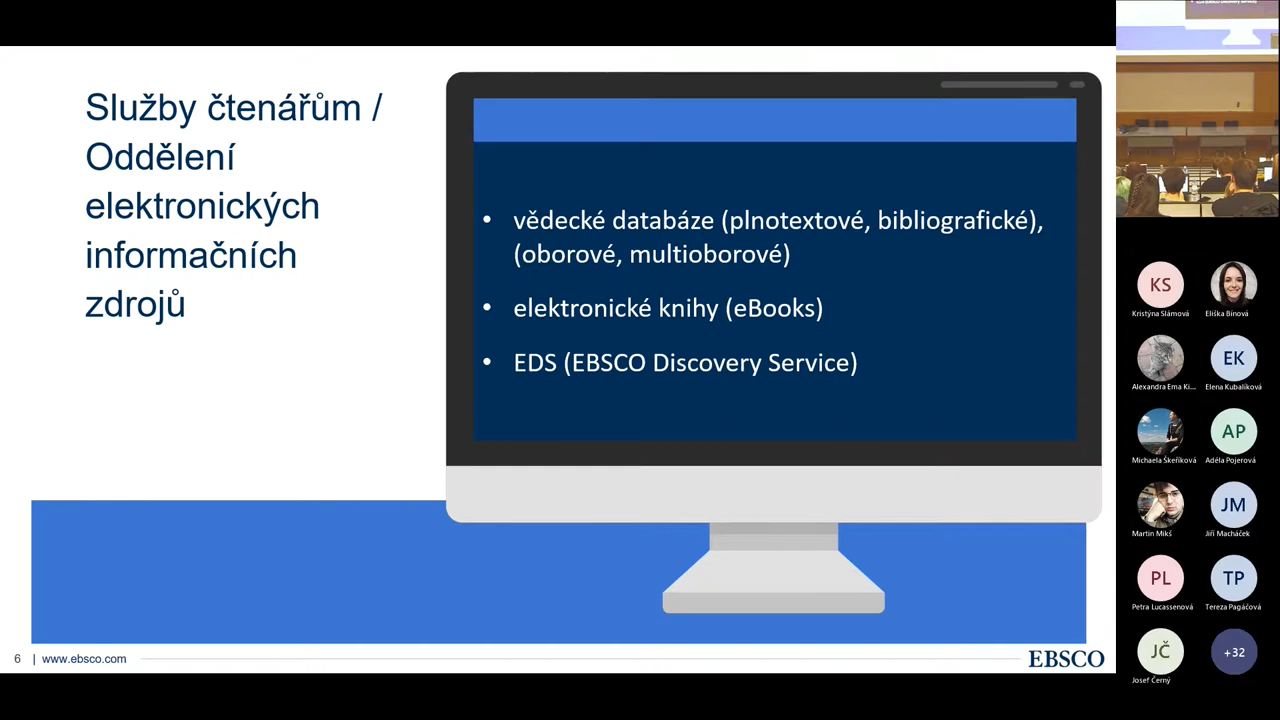 Služby čtenářům /
Oddělení
elektronických
informačních
zdrojů
• vědecké databáze (plnotextové, bibliografické),
(oborové, multioborové)
• elektronické knihy (eBooks)
• EDS (EBSCO Discovery Service)
6 | www.ebsco.com
EBSCO
KS
Kristýna Slámová
Eliška Bínová
Alexandra Ema Ki...
EK
Elena Kubalíková
Michaela Škeříková
AP
Adéla Pojerová
Martin Mikš
JM
Jiří Macháček
PL
Petra Lucassenová
TP
Tereza Pagáčová
JČ
Josef Černý
+32